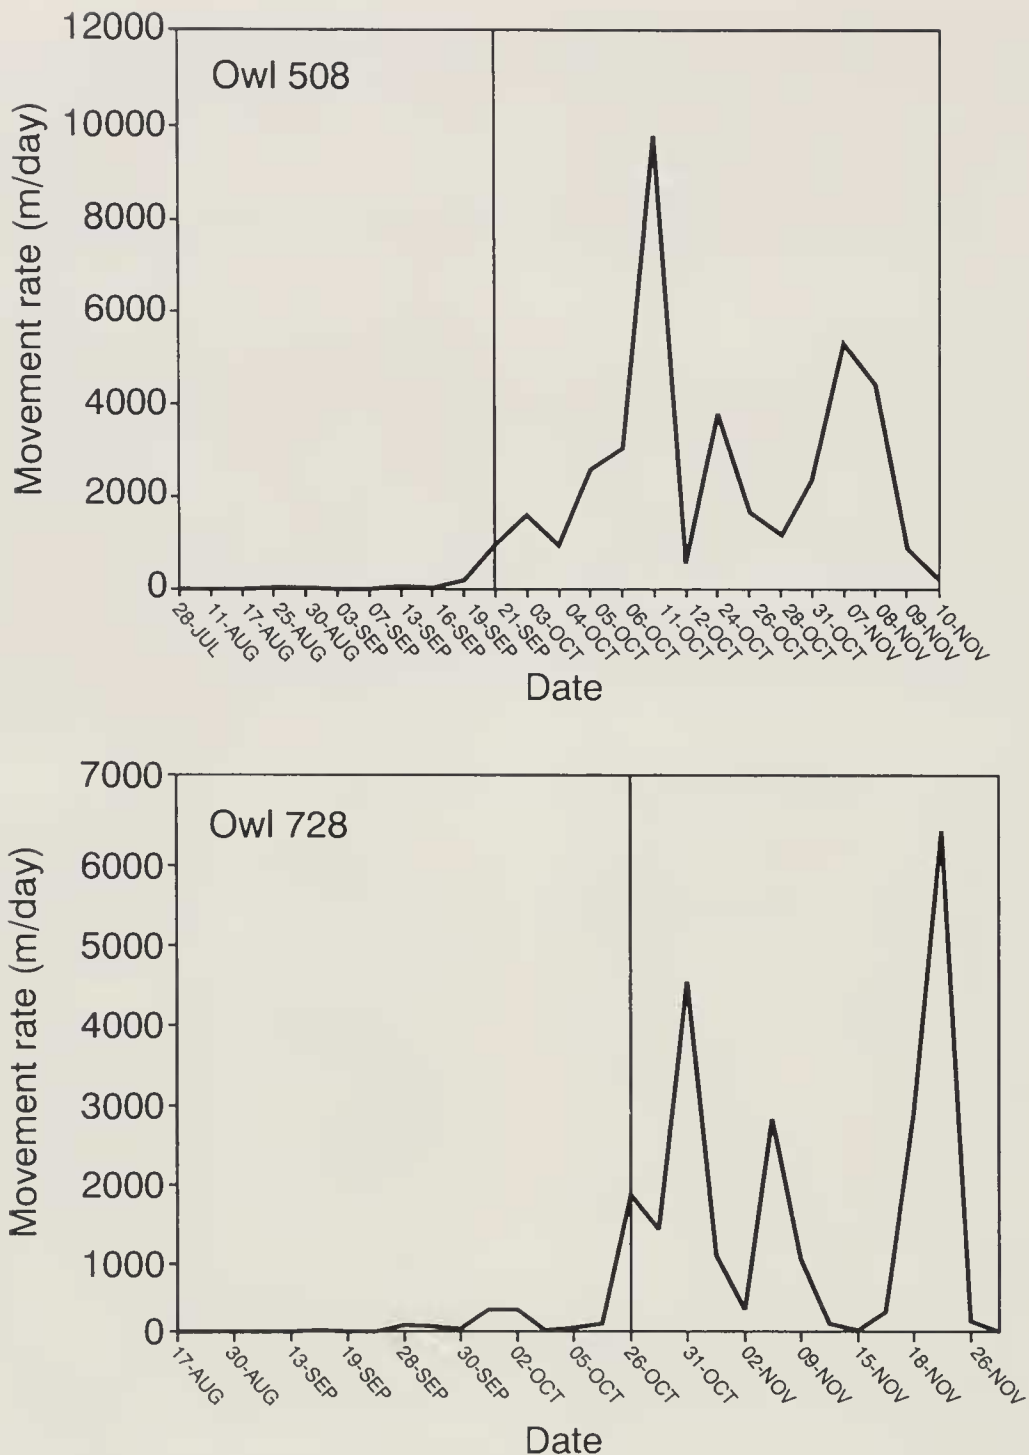 Owl 508
Movement rate (m/day)
12000
10000
8000
6000
4000
2000
0
28-JUL
11-AUG
17-AUG
25-AUG
30-AUG
03-SEP
07-SEP
13-SEP
16-SEP
19-SEP
21-SEP
03-OCT
04-OCT
05-OCT
06-OCT
11-OCT
12-OCT
24-OCT
26-OCT
28-OCT
31-OCT
07-NOV
08-NOV
09-NOV
10-NOV
Date
Owl 728
Movement rate (m/day)
7000
6000
5000
4000
3000
2000
1000
0
17-AUG
30-AUG
13-SEP
19-SEP
28-SEP
30-SEP
02-OCT
05-OCT
26-OCT
31-OCT
02-NOV
09-NOV
15-NOV
18-NOV
26-NOV
Date